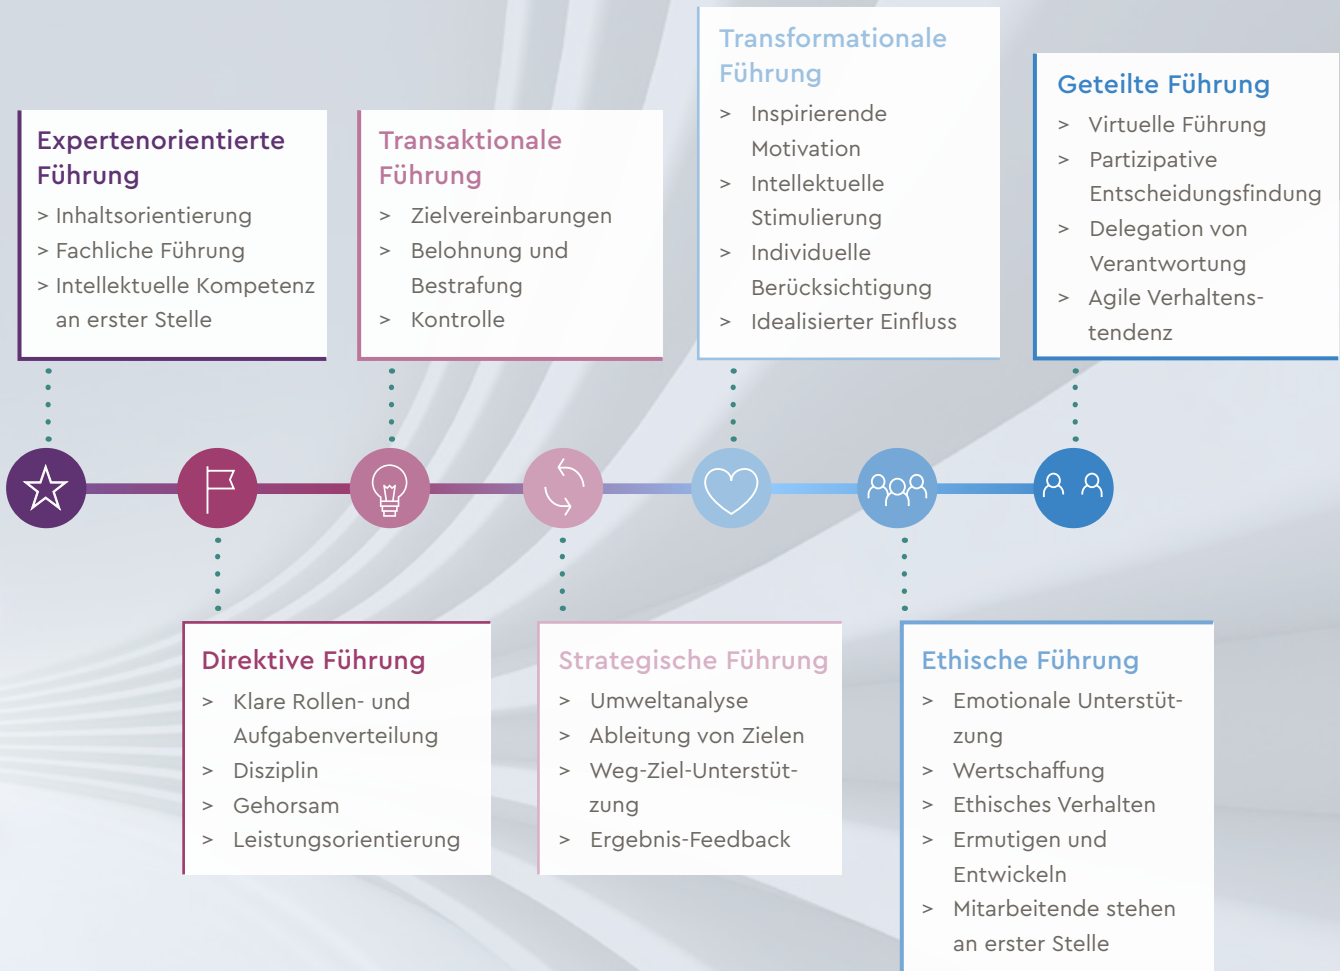 Expertenorientierte
Führung
> Inhaltsorientierung
> Fachliche Führung
> Intellektuelle Kompetenz
an erster Stelle
Transaktionale
Führung
> Zielvereinbarungen
> Belohnung und
Bestrafung
> Kontrolle
Transformationale
Führung
> Inspirierende
Motivation
> Intellektuelle
Stimulierung
> Individuelle
Berücksichtigung
> Idealisierter Einfluss
Geteilte Führung
> Virtuelle Führung
> Partizipative
Entscheidungsfindung
> Delegation von
Verantwortung
> Agile Verhaltens-
tendenz
Direktive Führung
> Klare Rollen- und
Aufgabenverteilung
> Disziplin
> Gehorsam
> Leistungsorientierung
Strategische Führung
> Umweltanalyse
> Ableitung von Zielen
> Weg-Ziel-Unterstüt-
zung
> Ergebnis-Feedback
Ethische Führung
> Emotionale Unterstüt-
zung
> Wertschaffung
> Ethisches Verhalten
> Ermutigen und
Entwickeln
> Mitarbeitende stehen
an erster Stelle